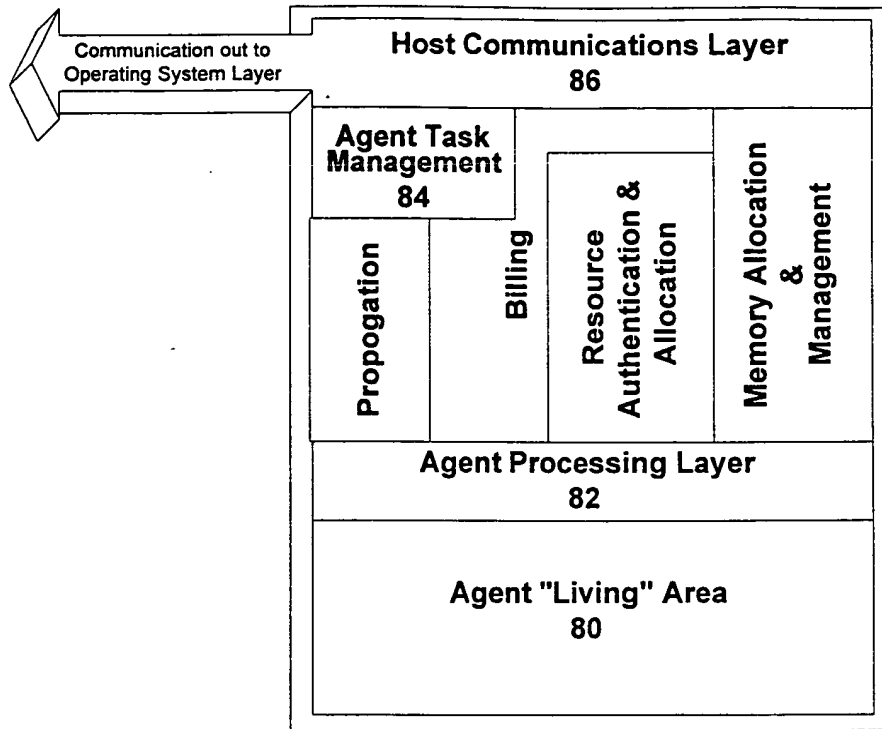 Communication out to
Operating System Layer
Host Communications Layer
86
Agent Task
Management
84
Propogation
Billing
Resource
Authentication &
Allocation
Memory Allocation
&
Management
Agent Processing Layer
82
Agent "Living" Area
80